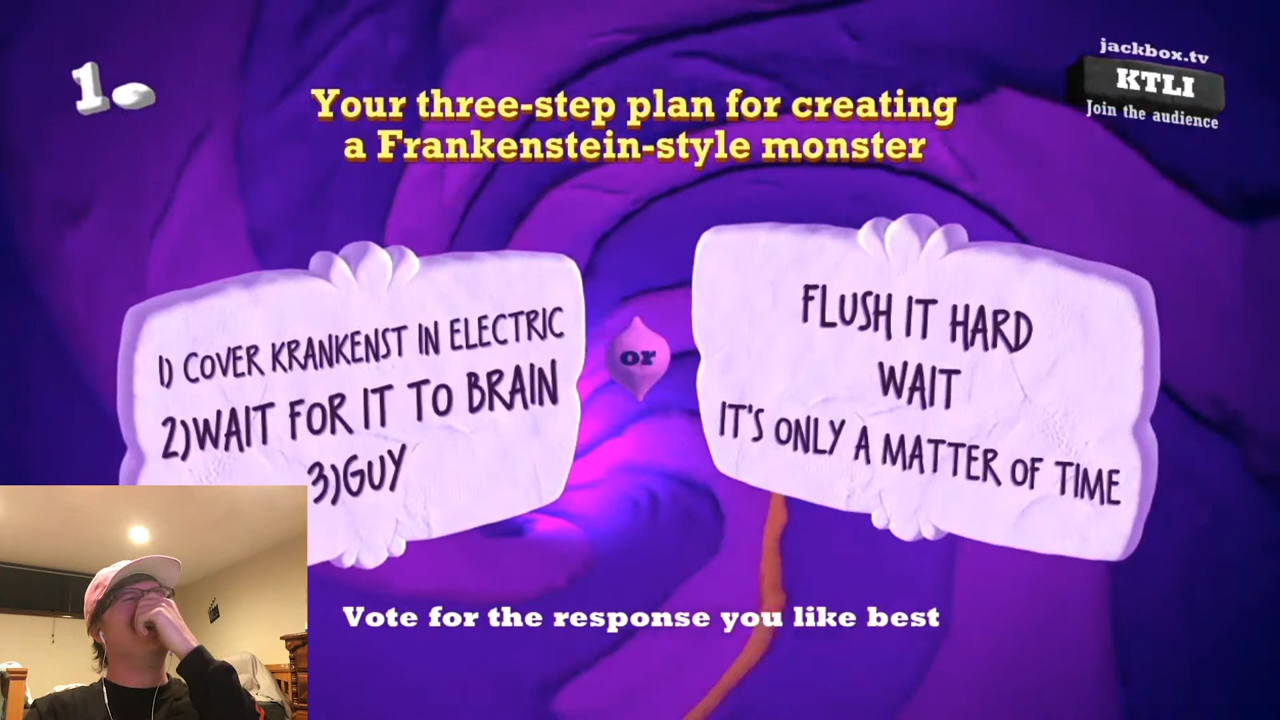 10
jackbox.tv
KTLI
Join the audience
Your three-step plan for creating
a Frankenstein-style monster
1) COVER KRANKENST IN ELECTRIC
2)WAIT FOR IT TO BRAIN
3)GUY
or
FLUSH IT HARD
WAIT
IT'S ONLY A MATTER OF TIME
Vote for the response you like best